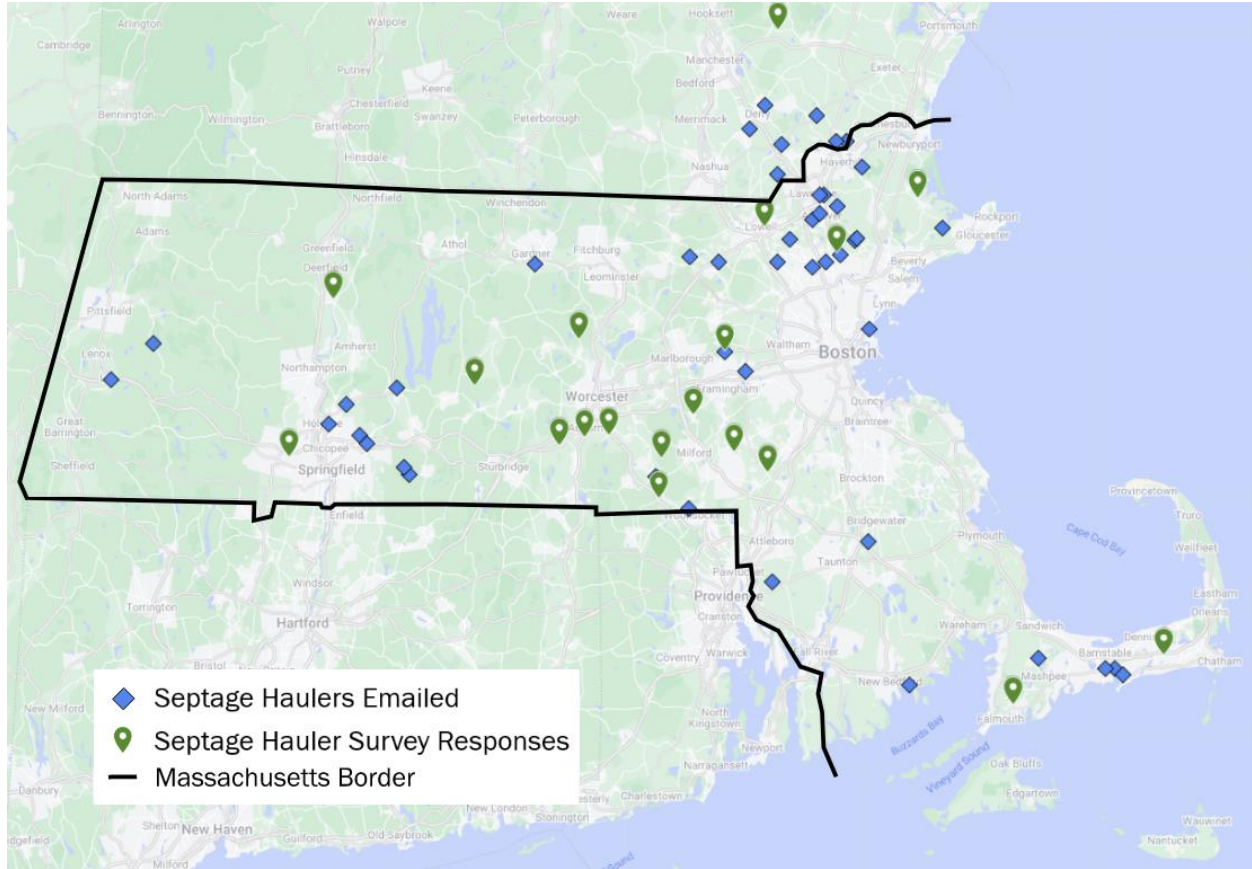 Arlington
Walpole
Weare
Hooksett
Portsmouth
Cambridge
Putney
Manchester
Keene
Bedford
Exeter
Bennington
Wilmington
Chesterfield
Swanzey
Peterborough
Merrimack
Derry
Brattleboro
Hinsdale
Nashua
Haverhill
Newburyport
North Adams
Northfield
Winchendon
Adams
Greenfield
Athol
Gardner
Fitchburg
Lowell
Rockport
Gloucester
Deerfield
Leominster
Beverly
Salem
Pittsfield
Lynn
Lenox
Amherst
Marlborough
Waltham
Boston
Northampton
Worcester
Framingham
Quincy
Great
Barrington
Braintree
Chicopee
Milford
Sheffield
Springfield
Sturbridge
Brockton
Provincetown
Enfield
Bridgewater
Truro
Attleboro
Plymouth
Cape Cod
Bay
Wellfleet
Windsor
Taunton
Torrington
Providence
Eastham
Hartford
Cranston
Orleans
Wareham
Sandwich
Bristol
Coventry
Warwick
Barnstable
Dennis
Chatham
Mashpee
Septage Haulers Emailed
New Milford
North
Kingstown
Falmouth
Septage Hauler Survey Responses
Newport
Buzzards Bay
Massachusetts Border
Narragansett
Vineyard Sound
Oak Bluffs
Danbury
Charlestown
Edgartown
New London
Stonington
Shelton
New Haven
Guilford
Old Saybrook
Wauwinet
Nantucket
Milford